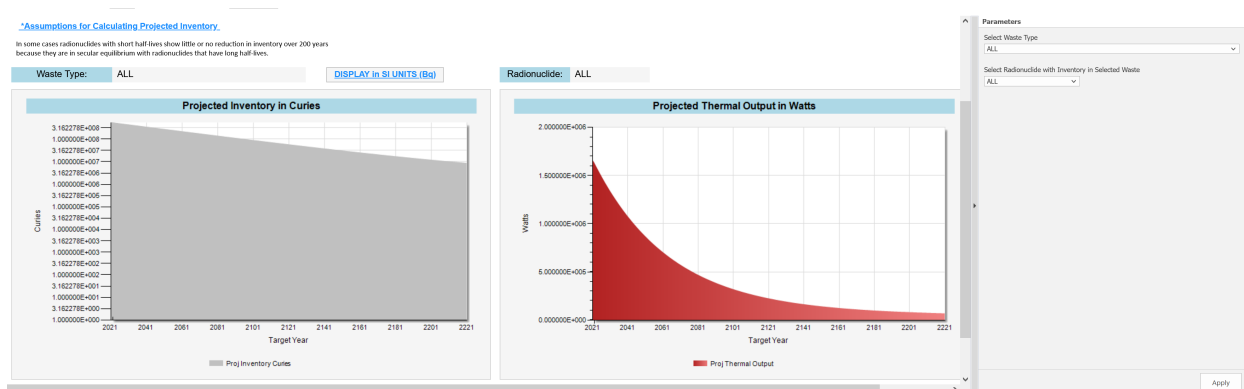 *Assumptions for Calculating Projected Inventory
In some cases radionuclides with short half-lives show little or no reduction in inventory over 200 years
because they are in secular equilibrium with radionuclides that have long half-lives.
Waste Type: ALL
DISPLAY in SI UNITS (Bq)
Radionuclide: ALL
Projected Inventory in Curies
3.162278E+008
1.000000E+008
3.162278E+007
1.000000E+007
3.162278E+006
1.000000E+006
3.162278E+005
1.000000E+005
3.162278E+004
1.000000E+004
3.162278E+003
1.000000E+003
3.162278E+002
1.000000E+002
3.162278E+001
1.000000E+001
3.162278E+000
1.000000E+000
Curies
2021 2041 2061 2081 2101 2121 2141 2161 2181 2201 2221
Target Year
Proj Inventory Curies
Projected Thermal Output in Watts
2.000000E+006
1.500000E+006
1.000000E+006
5.000000E+005
0.000000E+000
Watts
2021 2041 2061 2081 2101 2121 2141 2161 2181 2201 2221
Target Year
Proj Thermal Output
Parameters
Select Waste Type
ALL
Select Radionuclide with Inventory in Selected Waste
ALL
Apply